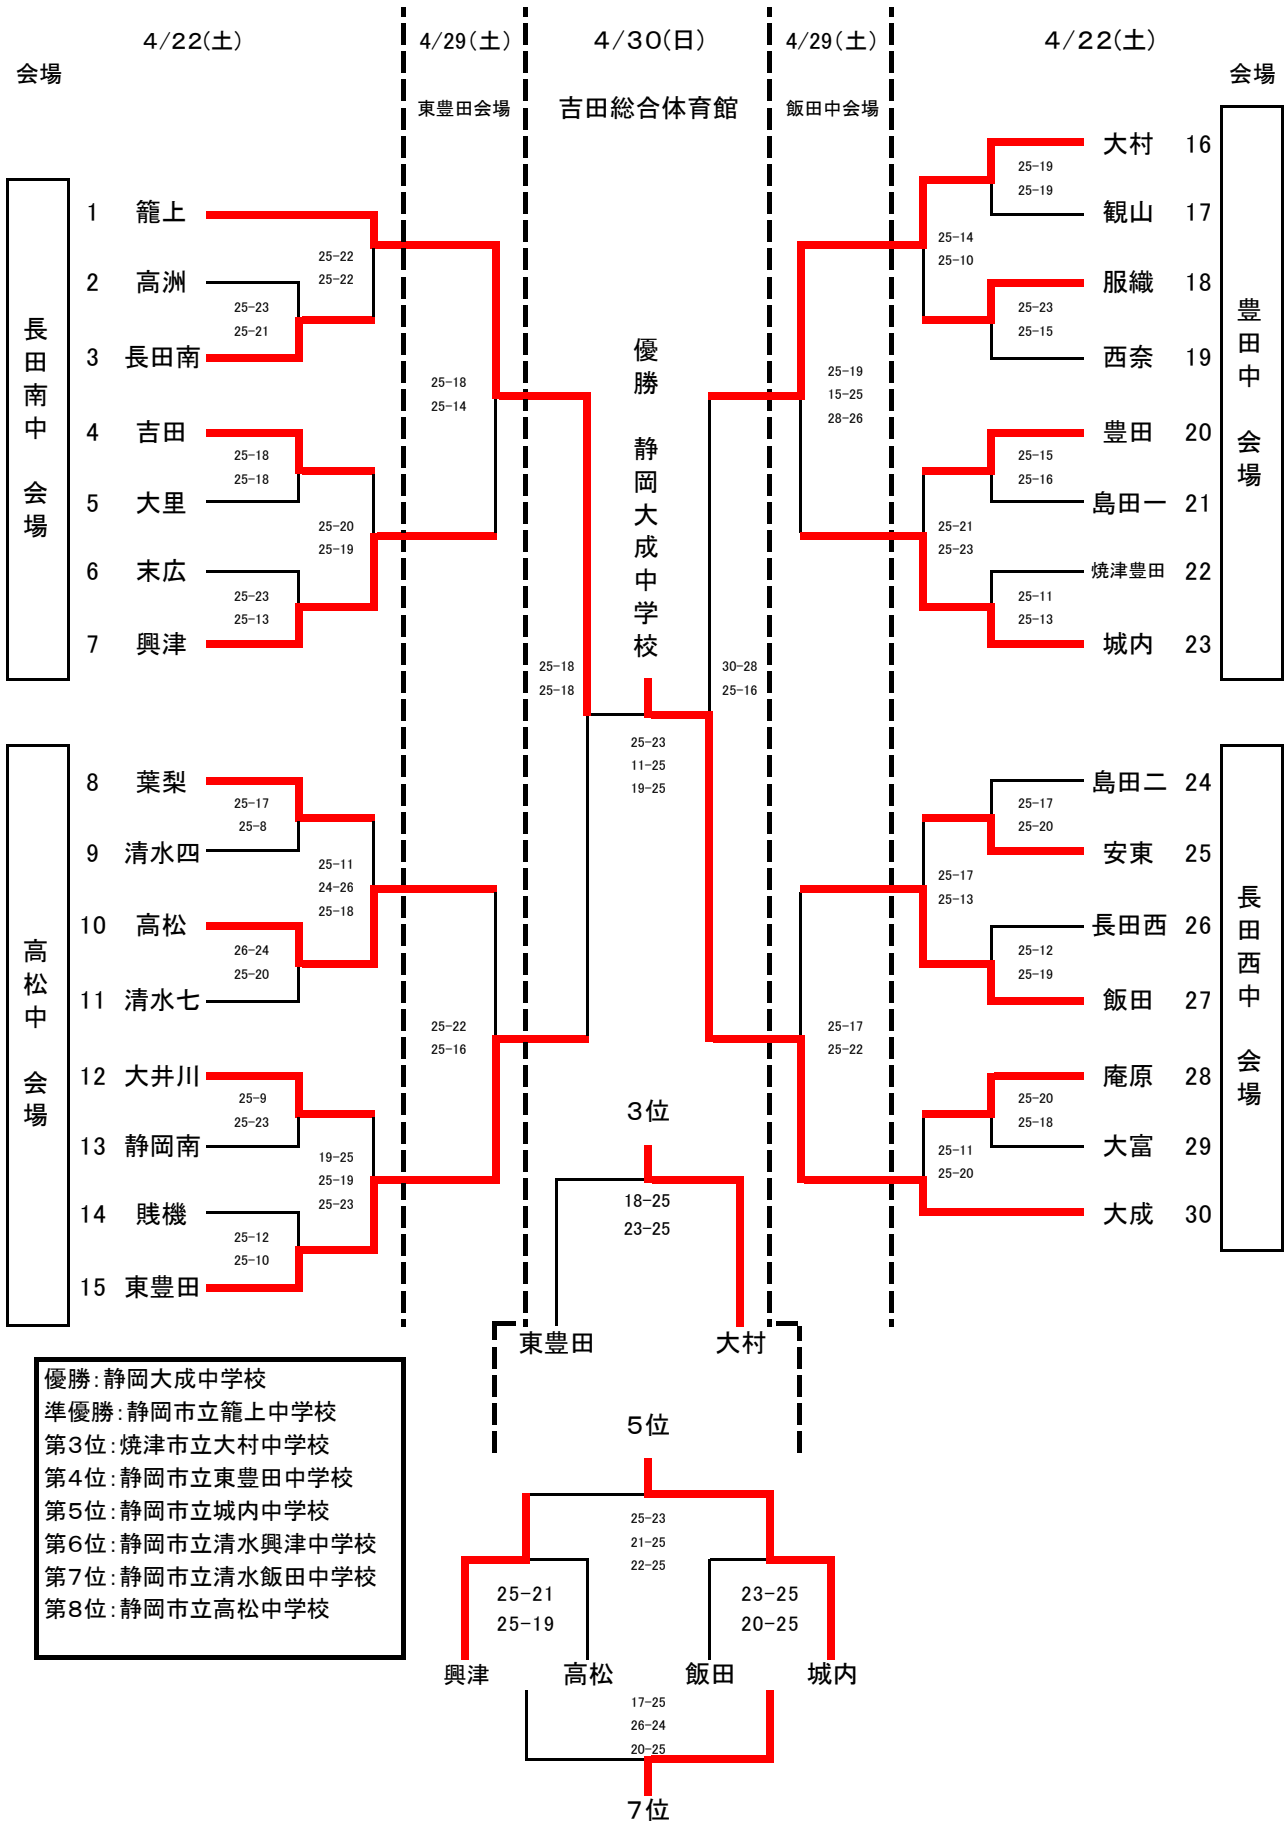 4/22(土)
4/29(土)
4/30(日)
4/29(土)
4/22(土)
会場
会場
東豊田会場
吉田総合体育館
飯田中会場
長田南中 会場
1 籠上
2 高洲
3 長田南
4 吉田
5 大里
6 末広
7 興津
25-22
25-22
25-23
25-21
25-18
25-18
25-20
25-19
25-23
25-13
高松中 会場
8 葉梨
9 清水四
10 高松
11 清水七
12 大井川
13 静岡南
14 賎機
15 東豊田
25-17
25-8
25-11
24-26
25-18
26-24
25-20
25-9
25-23
19-25
25-19
25-23
25-12
25-10
25-18
25-14
25-22
25-16
優勝 静岡大成中学校
25-18
25-18
30-28
25-16
25-23
11-25
19-25
25-19
15-25
28-26
25-17
25-22
豊田中 会場
大村 16
観山 17
服織 18
西奈 19
豊田 20
島田一 21
焼津豊田 22
城内 23
25-19
25-19
25-14
25-10
25-23
25-15
25-15
25-16
25-21
25-23
25-11
25-13
長田西中 会場
島田二 24
安東 25
長田西 26
飯田 27
庵原 28
大富 29
大成 30
25-17
25-20
25-17
25-13
25-12
25-19
25-20
25-18
25-11
25-20
3位
18-25
23-25
東豊田
大村
優勝:静岡大成中学校
準優勝:静岡市立籠上中学校
第3位:焼津市立大村中学校
第4位:静岡市立東豊田中学校
第5位:静岡市立城内中学校
第6位:静岡市立清水興津中学校
第7位:静岡市立清水飯田中学校
第8位:静岡市立高松中学校
5位
25-23
21-25
22-25
25-21
25-19
23-25
20-25
興津
高松
飯田
城内
17-25
26-24
20-25
7位